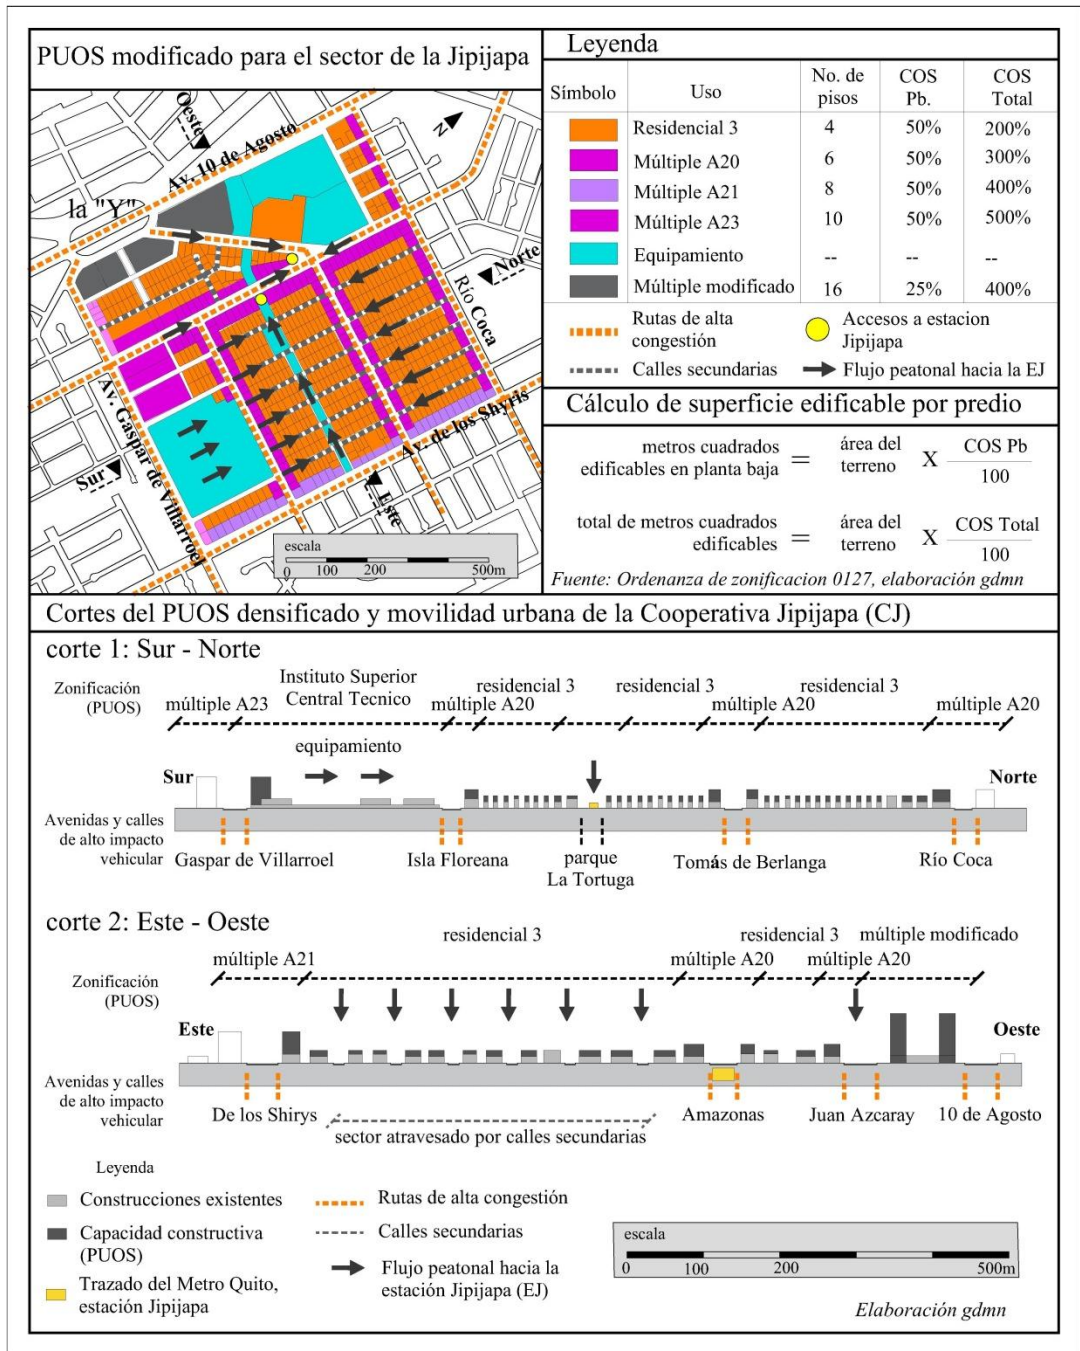 PUOS modificado para el sector de la Jipijapa
Oeste
Av. 10 de Agosto
N
la "Y"
Norte
Río Coca
Av. Gaspar de Villarroel
Av. de los Shyris
Sur
Este
escala
0 100 200 500m
Leyenda
Símbolo Uso No. de pisos COS Pb. COS Total
Residencial 3 4 50% 200%
Múltiple A20 6 50% 300%
Múltiple A21 8 50% 400%
Múltiple A23 10 50% 500%
Equipamiento -- -- --
Múltiple modificado 16 25% 400%
Rutas de alta congestión
Accesos a estacion Jipijapa
Calles secundarias
Flujo peatonal hacia la EJ
Cálculo de superficie edificable por predio
metros cuadrados edificables en planta baja = área del terreno X COS Pb
100
total de metros cuadrados edificables = área del terreno X COS Total
100
Fuente: Ordenanza de zonificacion 0127, elaboración gdmn
Cortes del PUOS densificado y movilidad urbana de la Cooperativa Jipijapa (CJ)
corte 1: Sur - Norte
Zonificación (PUOS)
múltiple A23
Instituto Superior Central Tecnico
múltiple A20
residencial 3
residencial 3
múltiple A20
residencial 3
múltiple A20
equipamiento
Sur
Norte
Avenidas y calles de alto impacto vehicular
Gaspar de Villarroel
Isla Floreana
parque La Tortuga
Tomás de Berlanga
Río Coca
corte 2: Este - Oeste
Zonificación (PUOS)
múltiple A21
residencial 3
múltiple A20
residencial 3
múltiple A20
múltiple modificado
Este
Oeste
Avenidas y calles de alto impacto vehicular
De los Shirys
sector atravesado por calles secundarias
Amazonas
Juan Azcaray
10 de Agosto
Leyenda
Construcciones existentes
Capacidad constructiva (PUOS)
Trazado del Metro Quito, estación Jipijapa
Rutas de alta congestión
Calles secundarias
Flujo peatonal hacia la estación Jipijapa (EJ)
escala
0 100 200 500m
Elaboración gdmn